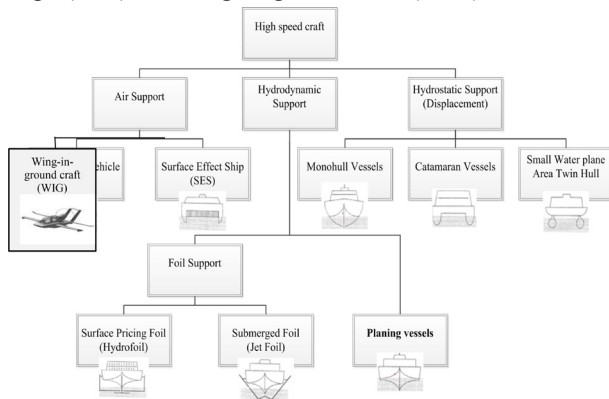 High speed craft
Air Support
Hydrodynamic
Support
Hydrostatic Support
(Displacement)
Wing-in-
ground craft
(WIG)
ehicle
Surface Effect Ship
(SES)
Monohull Vessels
Catamaran Vessels
Small Water plane
Area Twin Hull
Foil Support
Surface Pricing Foil
(Hydrofoil)
Submerged Foil
(Jet Foil)
Planing vessels